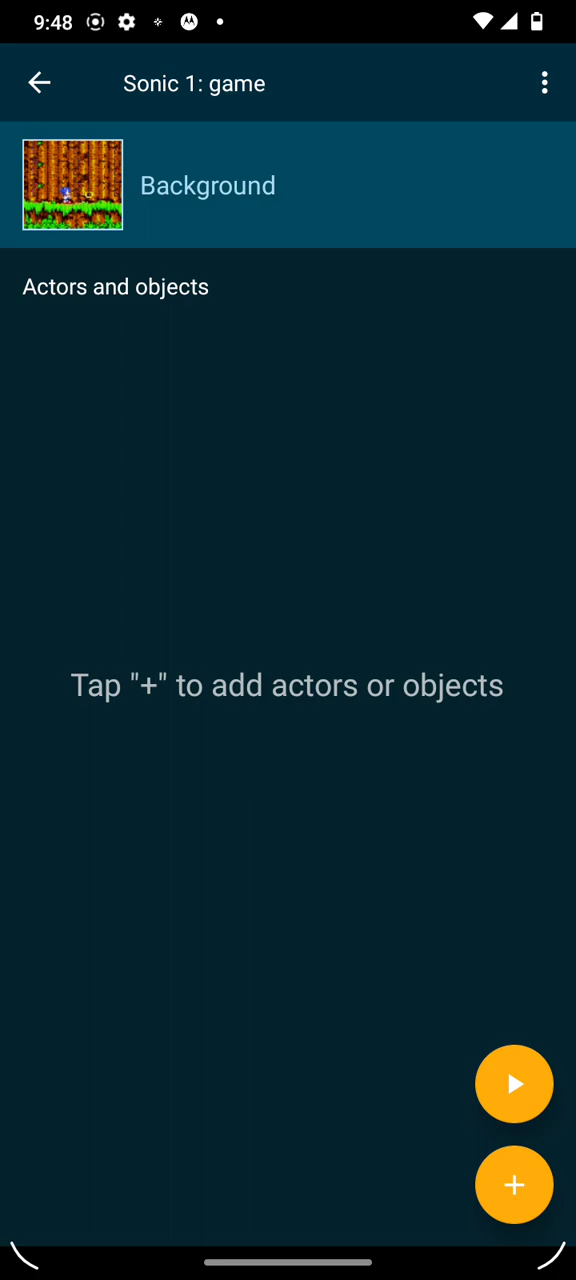 9:48
Sonic 1: game
Background
Actors and objects
Tap "+" to add actors or objects